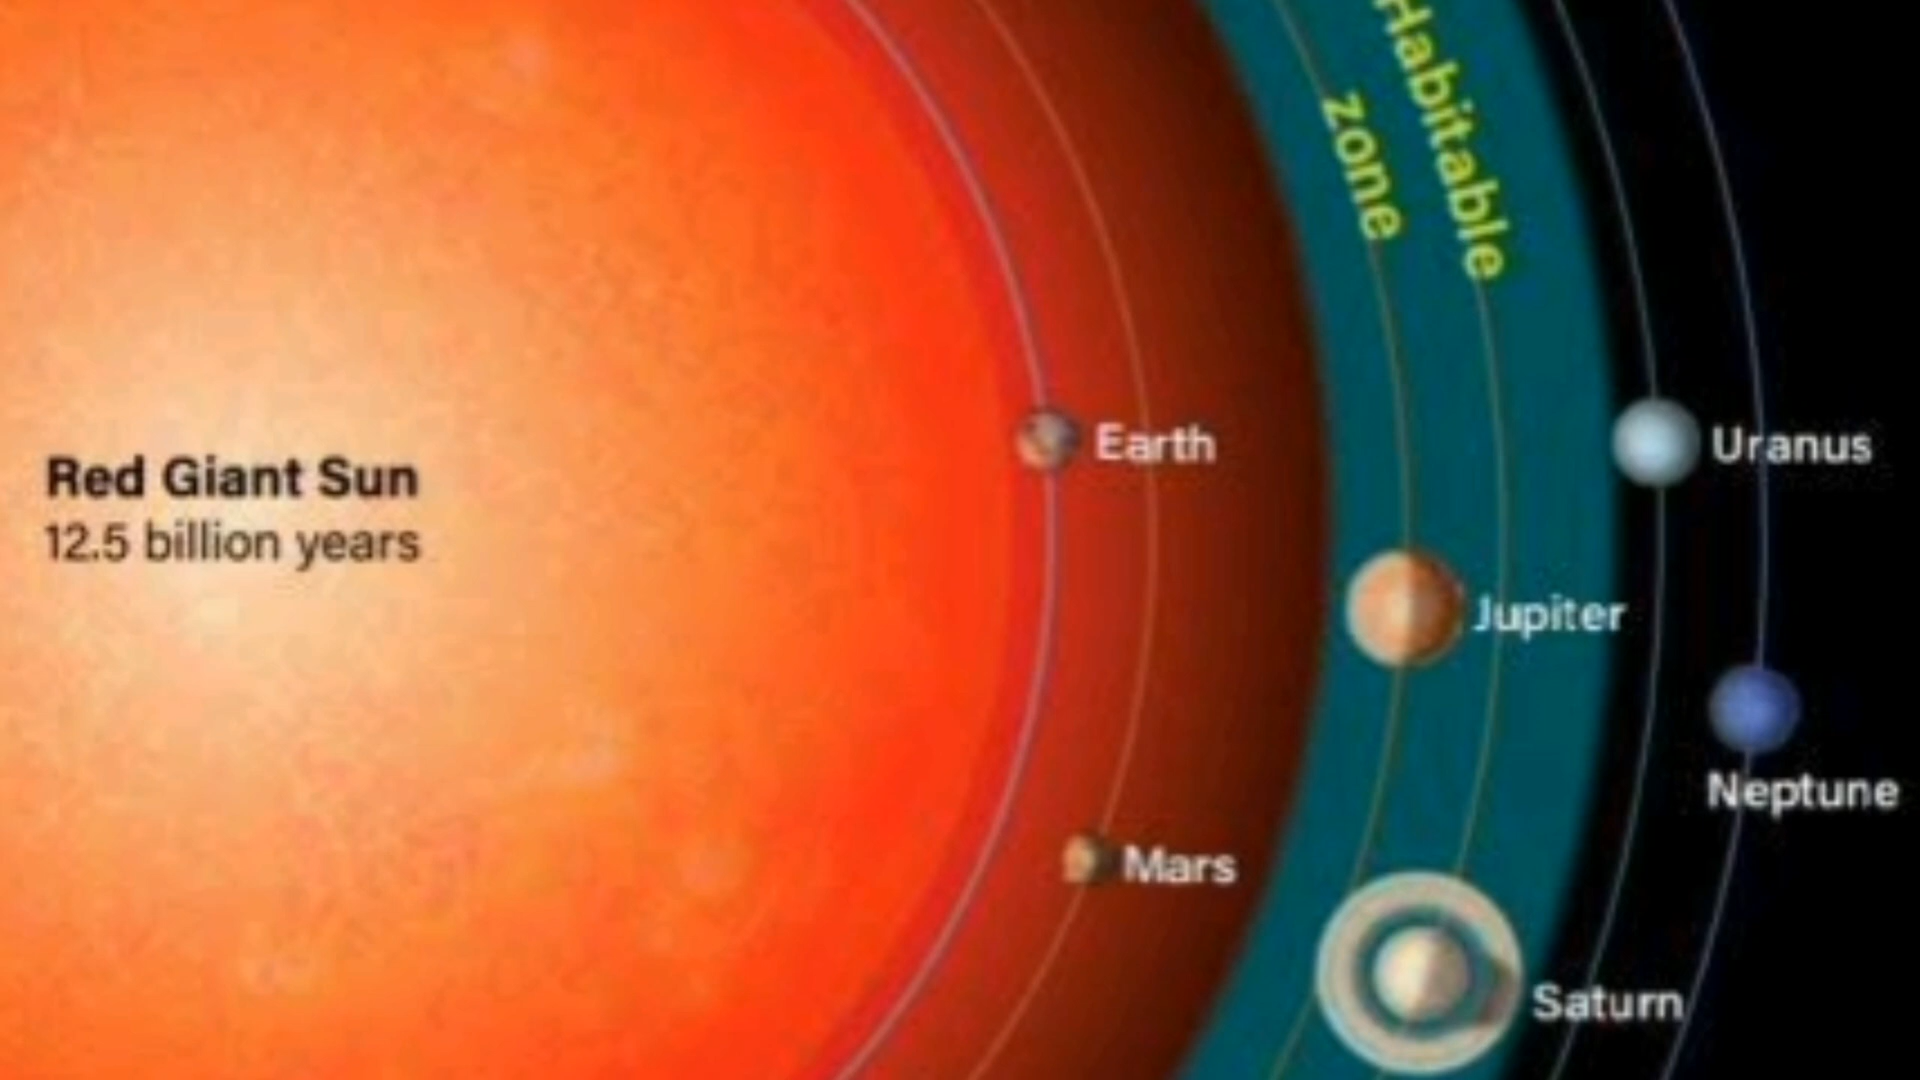 Habitable
zone
Red Giant Sun
12.5 billion years
Earth
Uranus
Jupiter
Neptune
Mars
Saturn